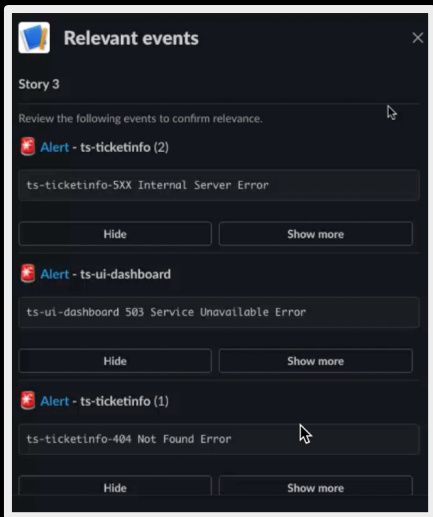 Relevant events
Story 3
Review the following events to confirm relevance.
Alert - ts-ticketinfo (2)
ts-ticketinfo-5XX Internal Server Error
Hide Show more
Alert - ts-ui-dashboard
ts-ui-dashboard 503 Service Unavailable Error
Hide Show more
Alert - ts-ticketinfo (1)
ts-ticketinfo-404 Not Found Error
Hide Show more